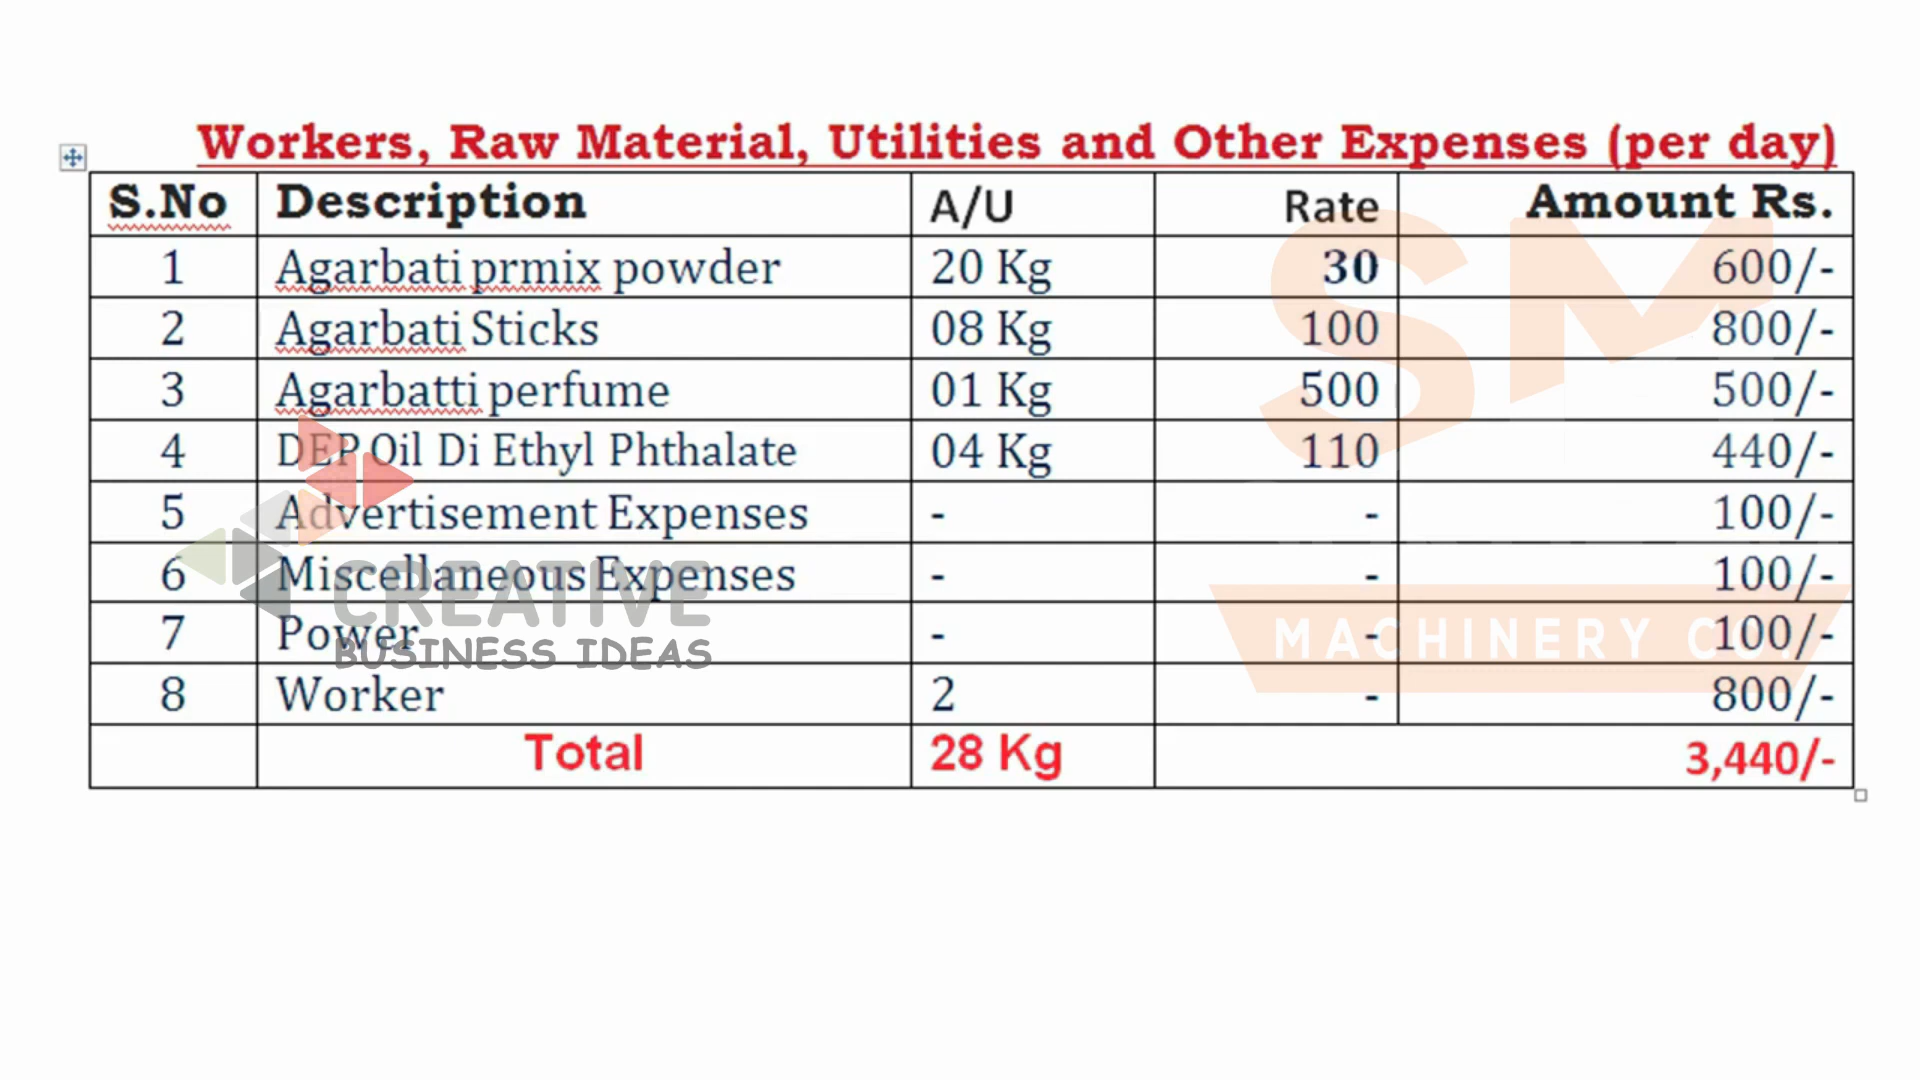 Workers, Raw Material, Utilities and Other Expenses (per day)
S.No Description A/U Rate Amount Rs.
1 Agarbati prmix powder 20 Kg 30 600/-
2 Agarbati Sticks 08 Kg 100 800/-
3 Agarbatti perfume 01 Kg 500 500/-
4 DEP Oil Di Ethyl Phthalate 04 Kg 110 440/-
5 Advertisement Expenses - - 100/-
6 Miscellaneous Expenses - - 100/-
7 Power - - 100/-
8 Worker 2 - 800/-
Total 28 Kg 3,440/-
CREATIVE
BUSINESS IDEAS
SM
MACHINERY CO.